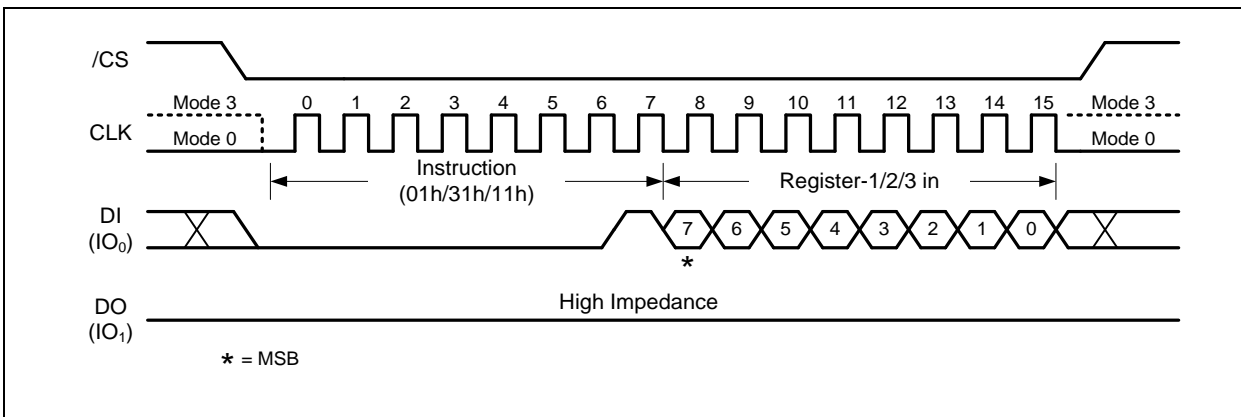 /CS
Mode 3 0 1 2 3 4 5 6 7 8 9 10 11 12 13 14 15 Mode 3
CLK
Mode 0 Mode 0
Instruction
(01h/31h/11h)
Register-1/2/3 in
DI
(IO₀)
7 6 5 4 3 2 1 0
*
High Impedance
DO
(IO₁)
* = MSB